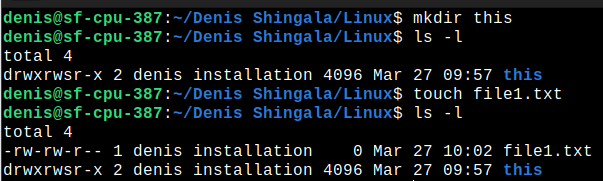 denis@sf-cpu-387:~/Denis Shingala/Linux$ mkdir this
denis@sf-cpu-387:~/Denis Shingala/Linux$ ls -l
total 4
drwxrwsr-x 2 denis installation 4096 Mar 27 09:57 this
denis@sf-cpu-387:~/Denis Shingala/Linux$ touch file1.txt
denis@sf-cpu-387:~/Denis Shingala/Linux$ ls -l
total 4
-rw-rw-r-- 1 denis installation    0 Mar 27 10:02 file1.txt
drwxrwsr-x 2 denis installation 4096 Mar 27 09:57 this